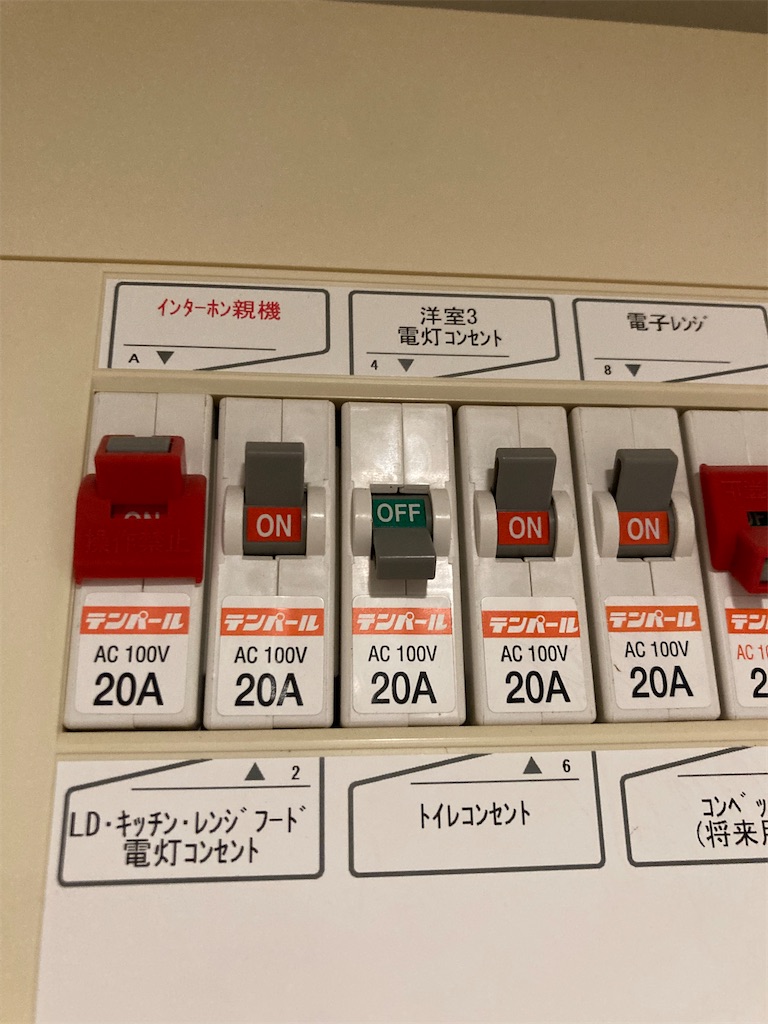 インターホン親機
A
洋室3
電灯コンセント
4
電子レンジ
8
ON
ON
OFF
ON
ON
テンパール
AC 100V
20A
テンパール
AC 100V
20A
テンパール
AC 100V
20A
テンパール
AC 100V
20A
テンパール
AC 100V
20A
2
LD・キッチン・レンジフード
電灯コンセント
6
トイレコンセント
(将来